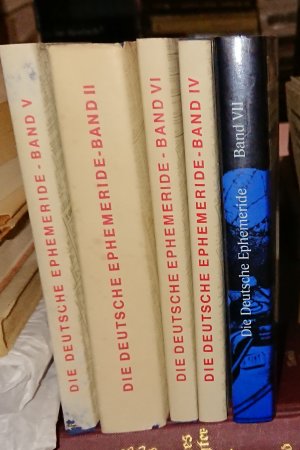 DIE DEUTSCHE EPHEMERIDE - BAND V
DIE DEUTSCHE EPHEMERIDE-BAND II
DIE DEUTSCHE EPHEMERIDE - BAND VI
DIE DEUTSCHE EPHEMERIDE - BAND IV
Die Deutsche Ephemeride Band VII